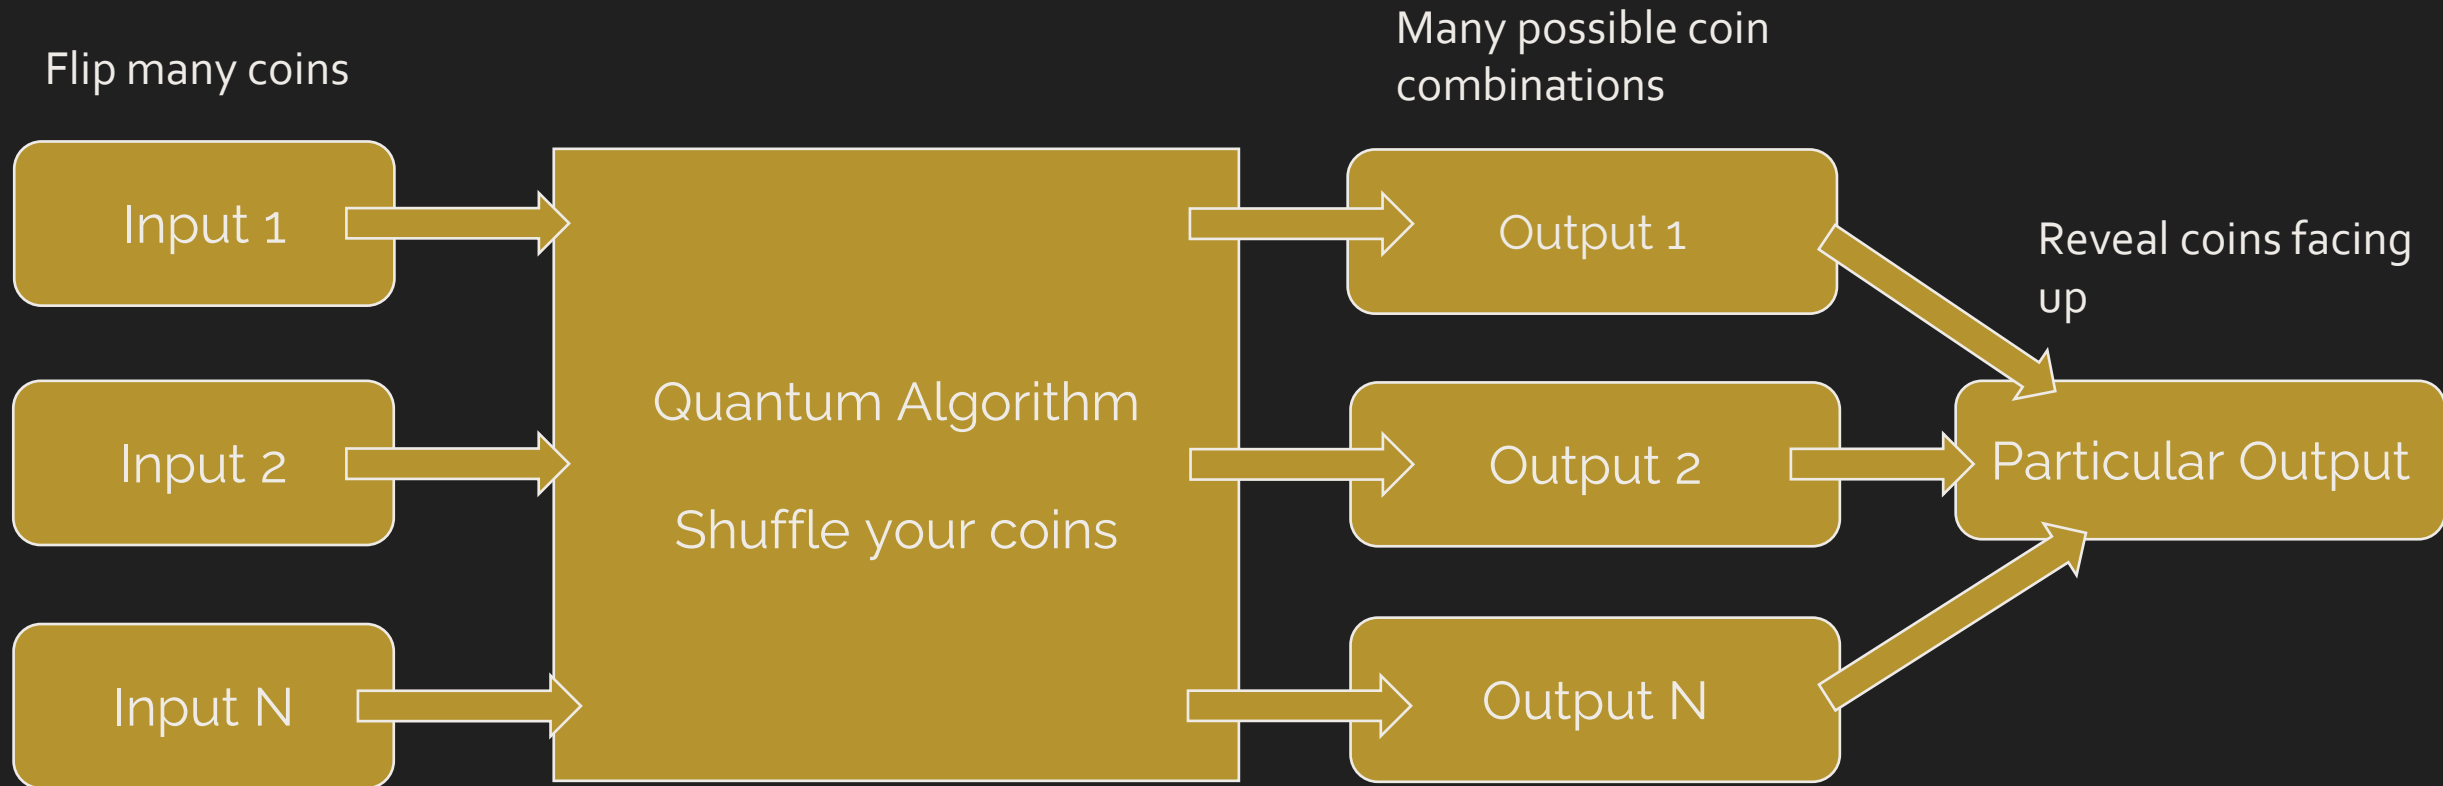 Flip many coins
Input 1
Input 2
Input N
Quantum Algorithm
Shuffle your coins
Many possible coin
combinations
Output 1
Output 2
Output N
Reveal coins facing
up
Particular Output